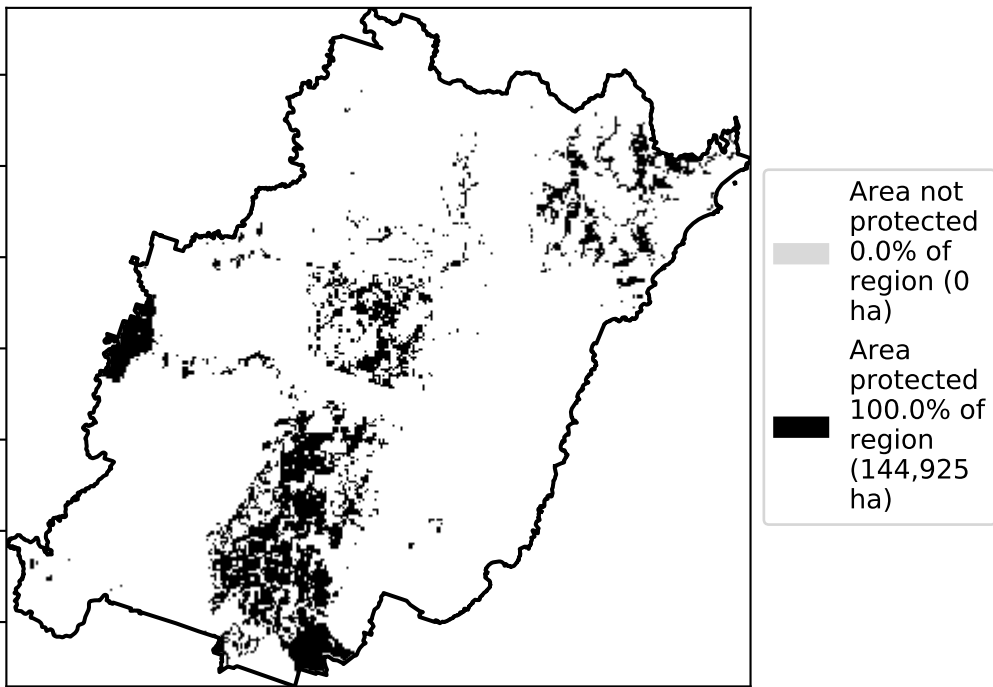 Area not
protected
0.0% of
region (0
ha)
Area
protected
100.0% of
region
(144,925
ha)